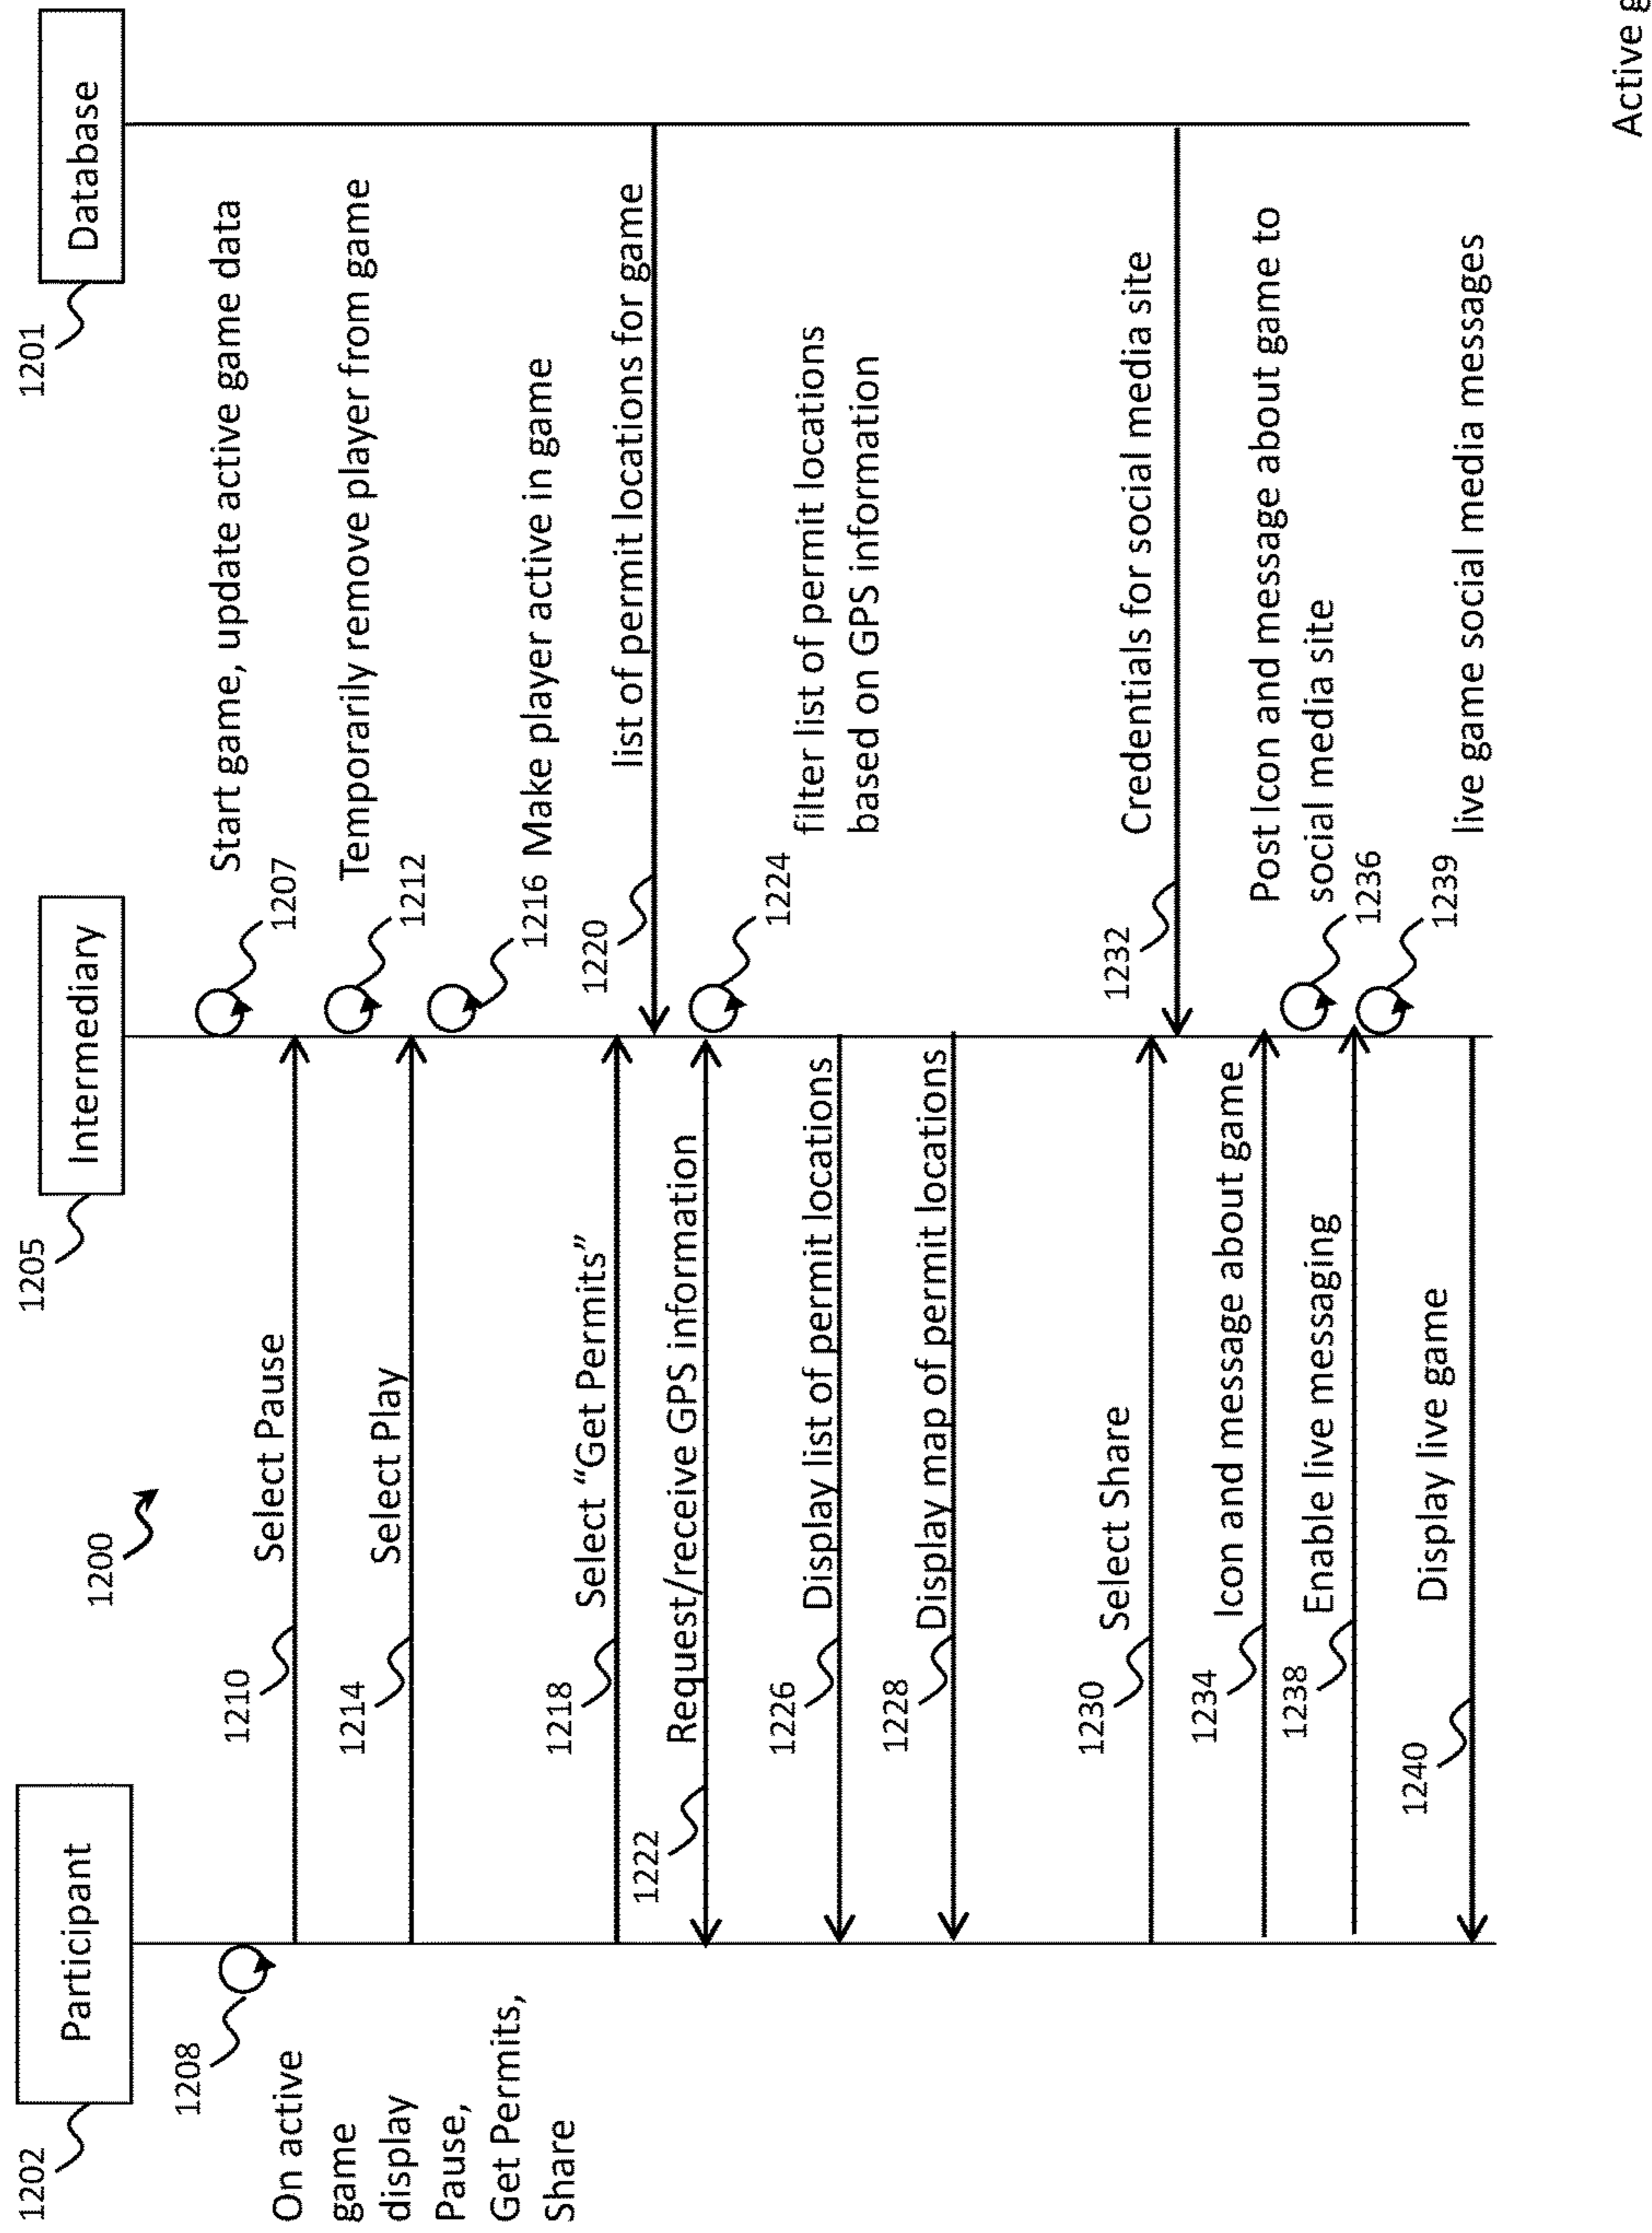 1200
1202
Participant
1205
Intermediary
1201
Database
1208
On active
game
display
Pause,
Get Permits,
Share
Start game, update active game data
1207
1210
Select Pause
Temporarily remove player from game
1212
1214
Select Play
1216 Make player active in game
1218
Select “Get Permits”
1220
list of permit locations for game
1222
Request/receive GPS information
1224
filter list of permit locations
based on GPS information
1226
Display list of permit locations
1228
Display map of permit locations
1230
Select Share
1232
Credentials for social media site
1234
Icon and message about game
Post Icon and message about game to
social media site
1236
1238
Enable live messaging
1239
live game social media messages
1240
Display live game
Active